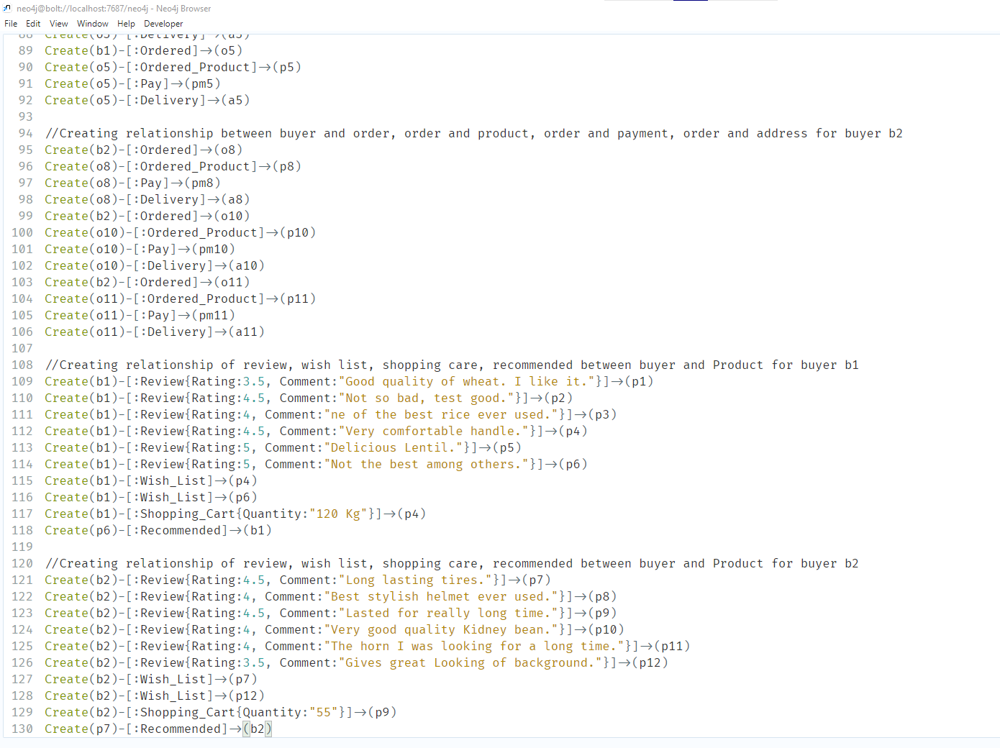 neo4j@bolt://localhost:7687/neo4j - Neo4j Browser
File Edit View Window Help Developer
88 Create(o5)-[:Delivery]->(a5)
89 Create(b1)-[:Ordered]->(o5)
90 Create(o5)-[:Ordered_Product]->(p5)
91 Create(o5)-[:Pay]->(pm5)
92 Create(o5)-[:Delivery]->(a5)
93
94 //Creating relationship between buyer and order, order and product, order and payment, order and address for buyer b2
95 Create(b2)-[:Ordered]->(o8)
96 Create(o8)-[:Ordered_Product]->(p8)
97 Create(o8)-[:Pay]->(pm8)
98 Create(o8)-[:Delivery]->(a8)
99 Create(b2)-[:Ordered]->(o10)
100 Create(o10)-[:Ordered_Product]->(p10)
101 Create(o10)-[:Pay]->(pm10)
102 Create(o10)-[:Delivery]->(a10)
103 Create(b2)-[:Ordered]->(o11)
104 Create(o11)-[:Ordered_Product]->(p11)
105 Create(o11)-[:Pay]->(pm11)
106 Create(o11)-[:Delivery]->(a11)
107
108 //Creating relationship of review, wish list, shopping care, recommended between buyer and Product for buyer b1
109 Create(b1)-[:Review{Rating:3.5, Comment:"Good quality of wheat. I like it."}]->(p1)
110 Create(b1)-[:Review{Rating:4.5, Comment:"Not so bad, test good."}]->(p2)
111 Create(b1)-[:Review{Rating:4, Comment:"ne of the best rice ever used."}]->(p3)
112 Create(b1)-[:Review{Rating:4.5, Comment:"Very comfortable handle."}]->(p4)
113 Create(b1)-[:Review{Rating:5, Comment:"Delicious Lentil."}]->(p5)
114 Create(b1)-[:Review{Rating:5, Comment:"Not the best among others."}]->(p6)
115 Create(b1)-[:Wish_List]->(p4)
116 Create(b1)-[:Wish_List]->(p6)
117 Create(b1)-[:Shopping_Cart{Quantity:"120 Kg"}]->(p4)
118 Create(p6)-[:Recommended]->(b1)
119
120 //Creating relationship of review, wish list, shopping care, recommended between buyer and Product for buyer b2
121 Create(b2)-[:Review{Rating:4.5, Comment:"Long lasting tires."}]->(p7)
122 Create(b2)-[:Review{Rating:4, Comment:"Best stylish helmet ever used."}]->(p8)
123 Create(b2)-[:Review{Rating:4.5, Comment:"Lasted for really long time."}]->(p9)
124 Create(b2)-[:Review{Rating:4, Comment:"Very good quality Kidney bean."}]->(p10)
125 Create(b2)-[:Review{Rating:4, Comment:"The horn I was looking for a long time."}]->(p11)
126 Create(b2)-[:Review{Rating:3.5, Comment:"Gives great Looking of background."}]->(p12)
127 Create(b2)-[:Wish_List]->(p7)
128 Create(b2)-[:Wish_List]->(p12)
129 Create(b2)-[:Shopping_Cart{Quantity:"55"}]->(p9)
130 Create(p7)-[:Recommended]->(b2)